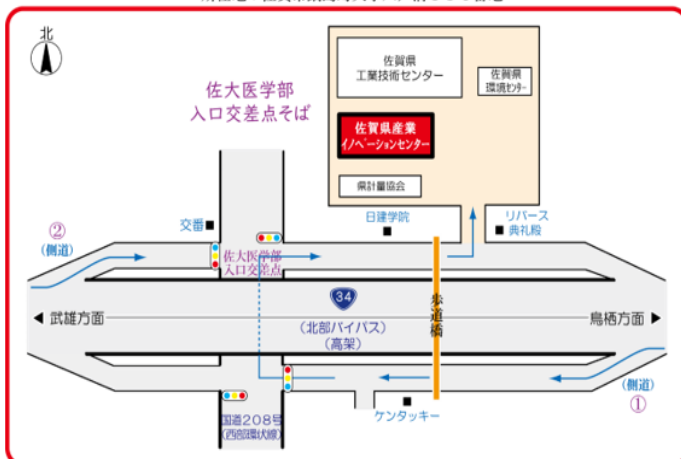 北
佐賀県
工業技術センター
佐賀県
環境センター
佐大医学部
入口交差点そば
佐賀県産業
イノベーションセンター
県計量協会
交番
日建学院
リバース
典礼殿
②
(側道)
佐大医学部
入口交差点
34
歩道橋
武雄方面
(北部バイパス)
(高架)
鳥栖方面
(側道)
①
ケンタッキー
国道208号
(西部環状線)